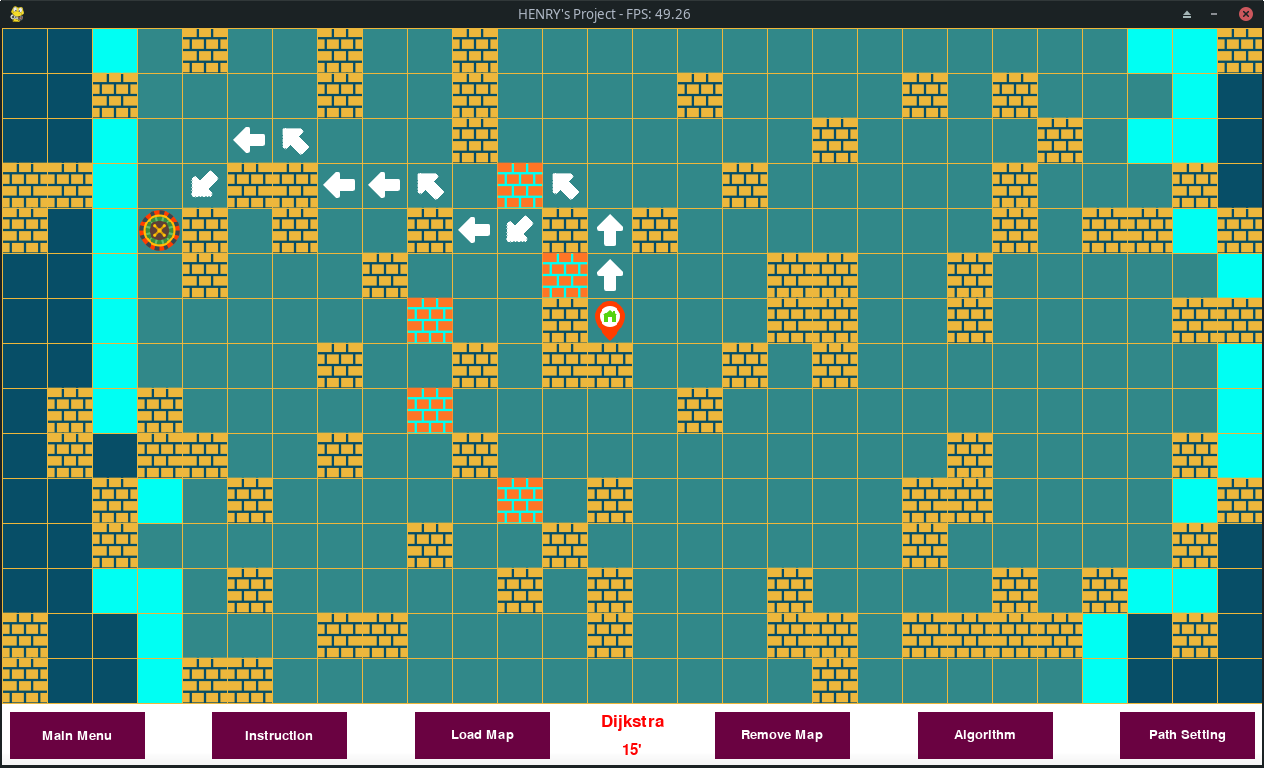 HENRY's Project - FPS: 49.26
Main Menu
Instruction
Load Map
Dijkstra
15'
Remove Map
Algorithm
Path Setting